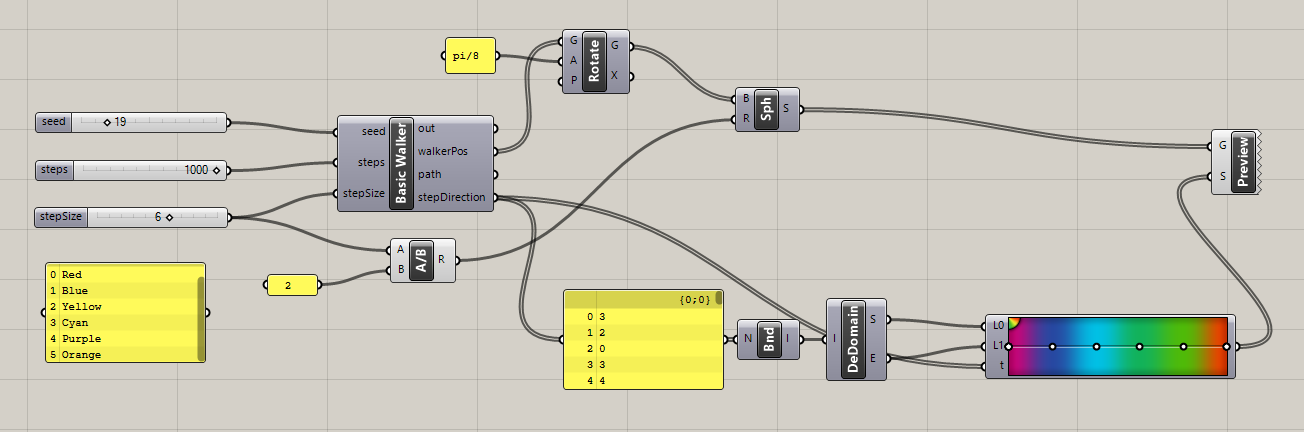 pi/8
G
A
P
Rotate
G
X
B
R
Sph
S
seed
19
steps
1000
stepSize
6
seed
steps
stepSize
Basic Walker
out
walkerPos
path
stepDirection
G
S
Preview
A
B
A/B
R
2
0 Red
1 Blue
2 Yellow
3 Cyan
4 Purple
5 Orange
{0;0}
0 3
1 2
2 0
3 3
4 4
N
Bnd
I
I
DeDomain
S
E
L0
L1
t